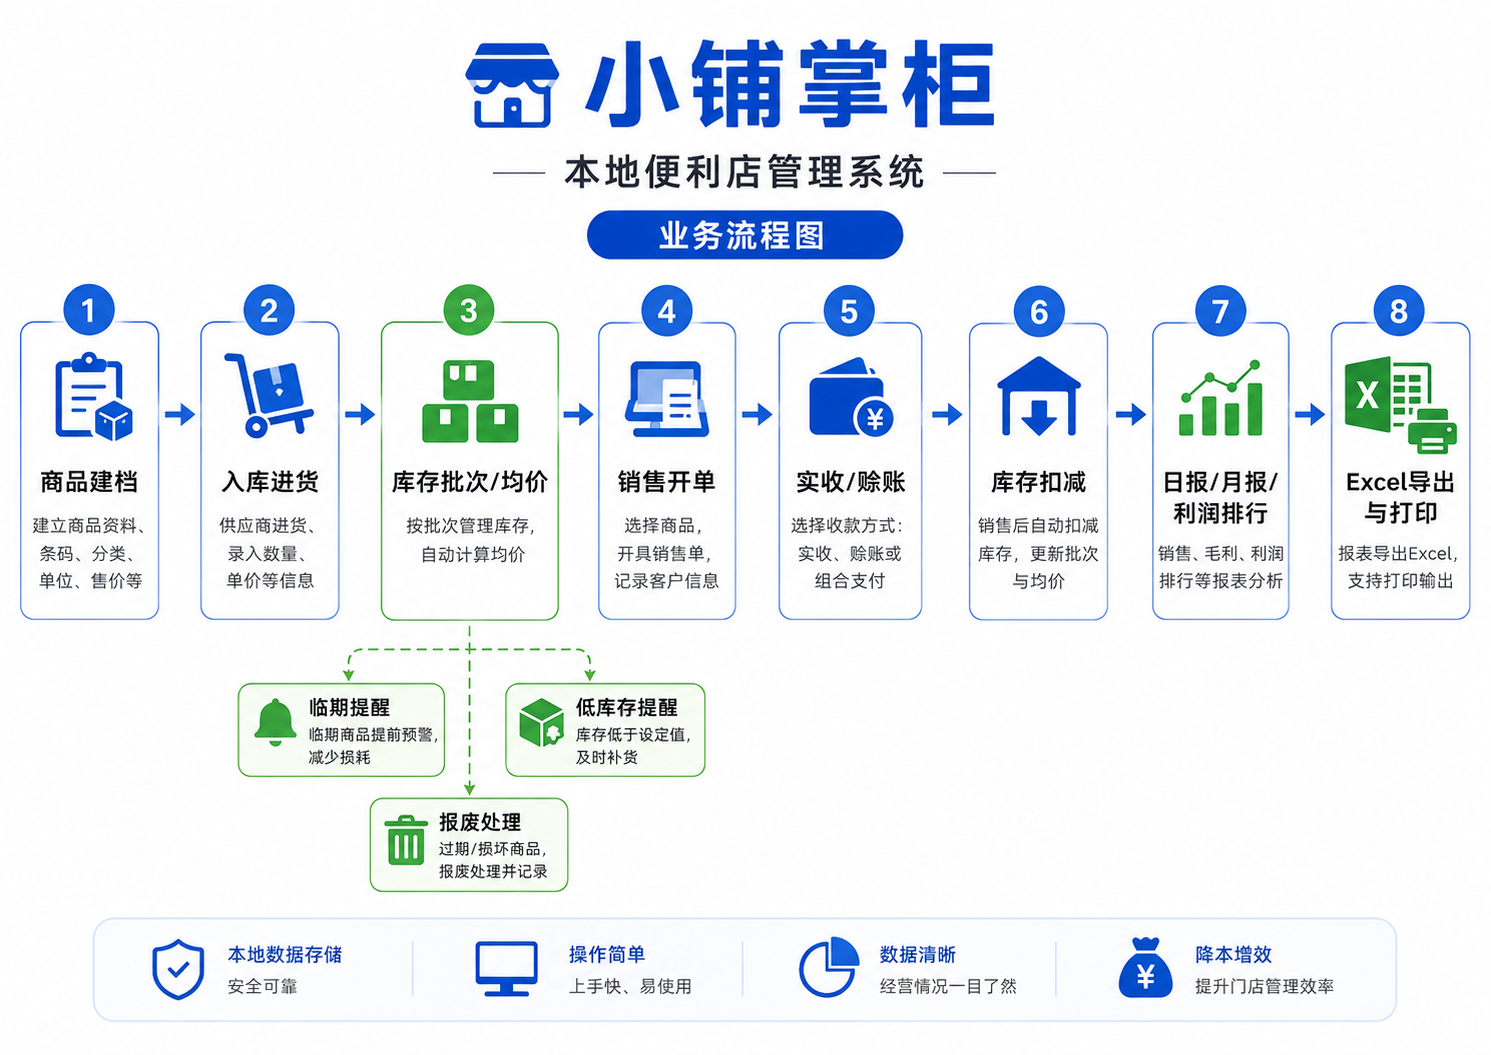 小铺掌柜
本地便利店管理系统
业务流程图
1
商品建档
建立商品资料、
条码、分类、
单位、售价等
2
入库进货
供应商进货、
录入数量、
单价等信息
3
库存批次/均价
按批次管理库存，
自动计算均价
4
销售开单
选择商品，
开具销售单，
记录客户信息
5
¥
实收/赊账
选择收款方式：
实收、赊账或
组合支付
6
库存扣减
销售后自动扣减
库存，更新批次
与均价
7
日报/月报/
利润排行
销售、毛利、利润
排行等报表分析
8
X
Excel导出
与打印
报表导出Excel，
支持打印输出
临期提醒
临期商品提前预警，
减少损耗
低库存提醒
库存低于设定值，
及时补货
报废处理
过期/损坏商品，
报废处理并记录
本地数据存储
安全可靠
操作简单
上手快、易使用
数据清晰
经营情况一目了然
¥
降本增效
提升门店管理效率